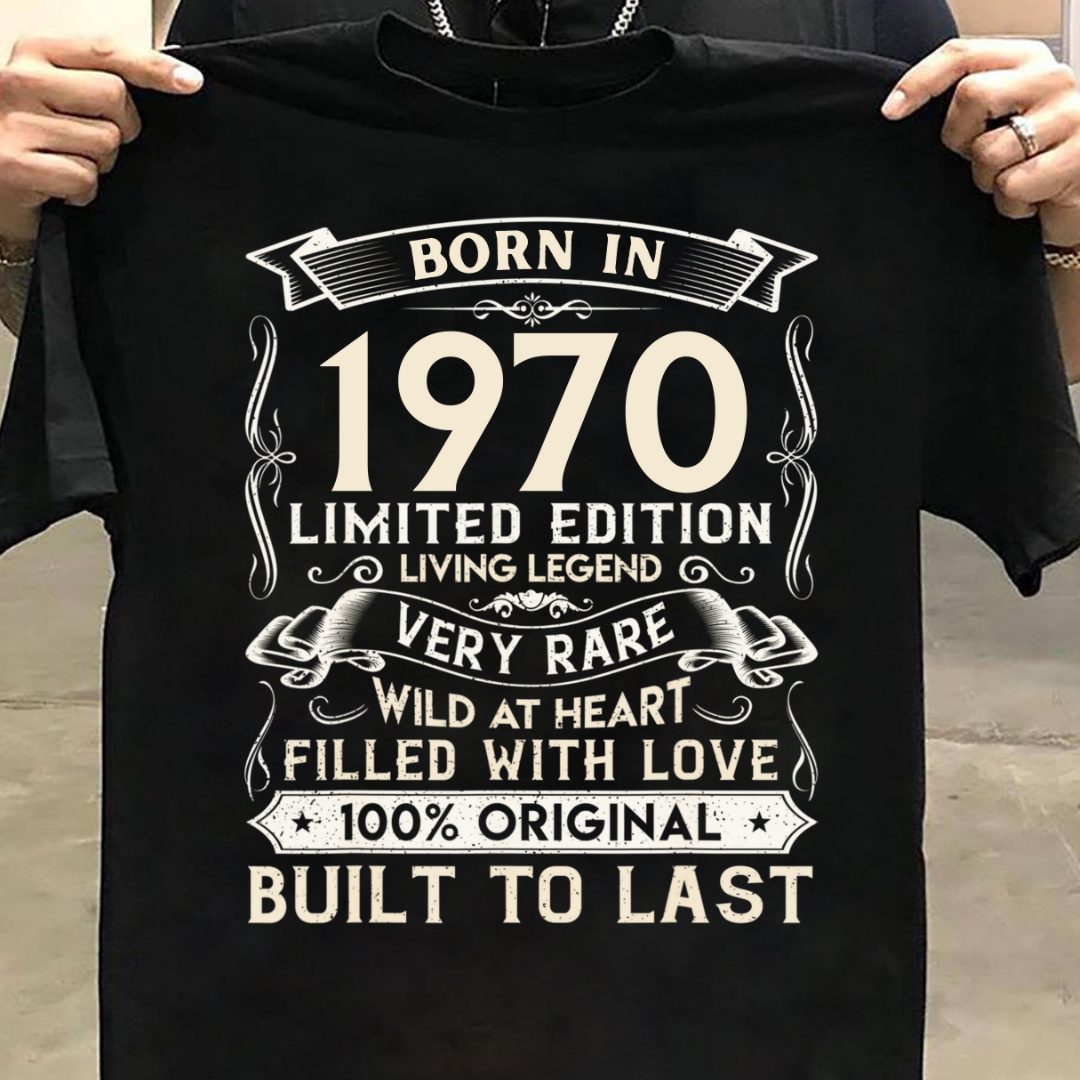 BORN IN
1970
LIMITED EDITION
LIVING LEGEND
VERY RARE
WILD AT HEART
FILLED WITH LOVE
100% ORIGINAL
BUILT TO LAST